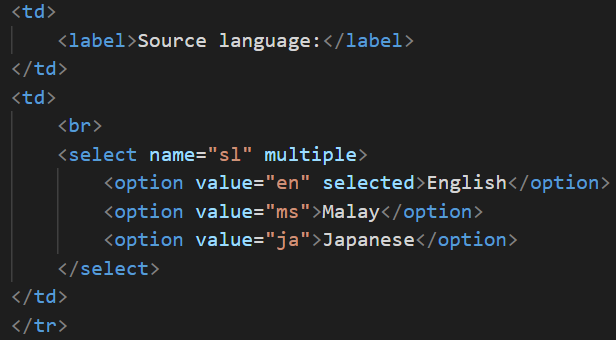 <td>
<label>Source language:</label>
</td>
<td>
<br>
<select name="sl" multiple>
<option value="en" selected>English</option>
<option value="ms">Malay</option>
<option value="ja">Japanese</option>
</select>
</td>
</tr>